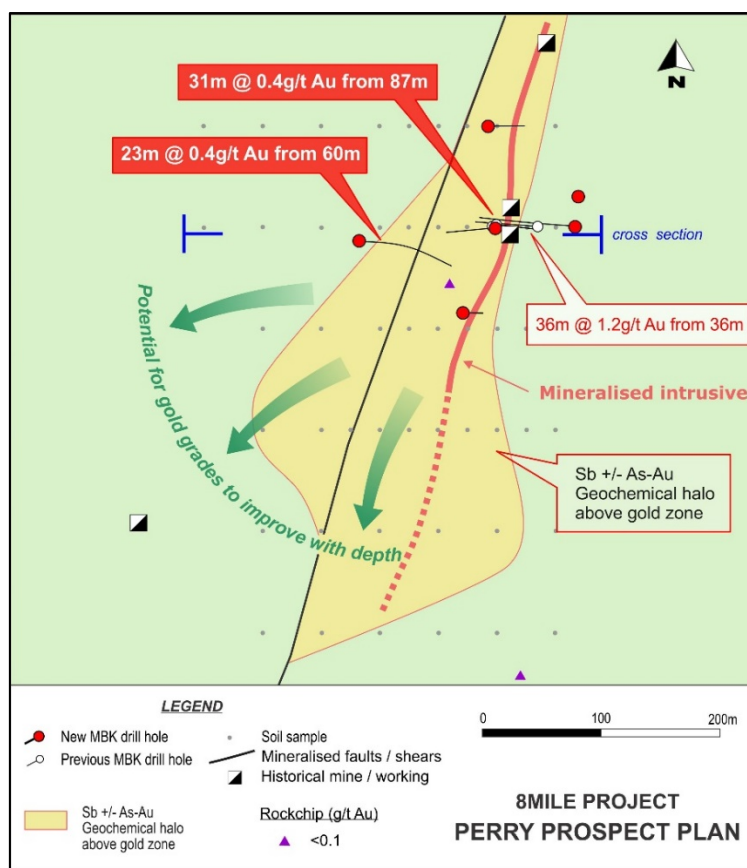 31m @ 0.4g/t Au from 87m
N
23m @ 0.4g/t Au from 60m
cross section
36m @ 1.2g/t Au from 36m
Potential for gold grades to improve with depth
Mineralised intrusive
Sb +/- As-Au
Geochemical halo
above gold zone
LEGEND
New MBK drill hole
Previous MBK drill hole
Soil sample
Mineralised faults / shears
Historical mine / working
Sb +/- As-Au
Geochemical halo
above gold zone
Rockchip (g/t Au)
<0.1
0 100 200m
8MILE PROJECT
PERRY PROSPECT PLAN